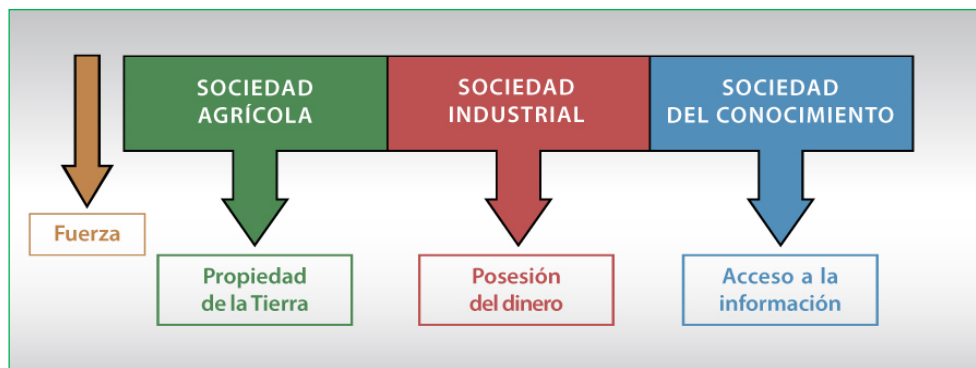 SOCIEDAD
AGRÍCOLA
SOCIEDAD
INDUSTRIAL
SOCIEDAD
DEL CONOCIMIENTO
Fuerza
Propiedad
de la Tierra
Posesión
del dinero
Acceso a la
información